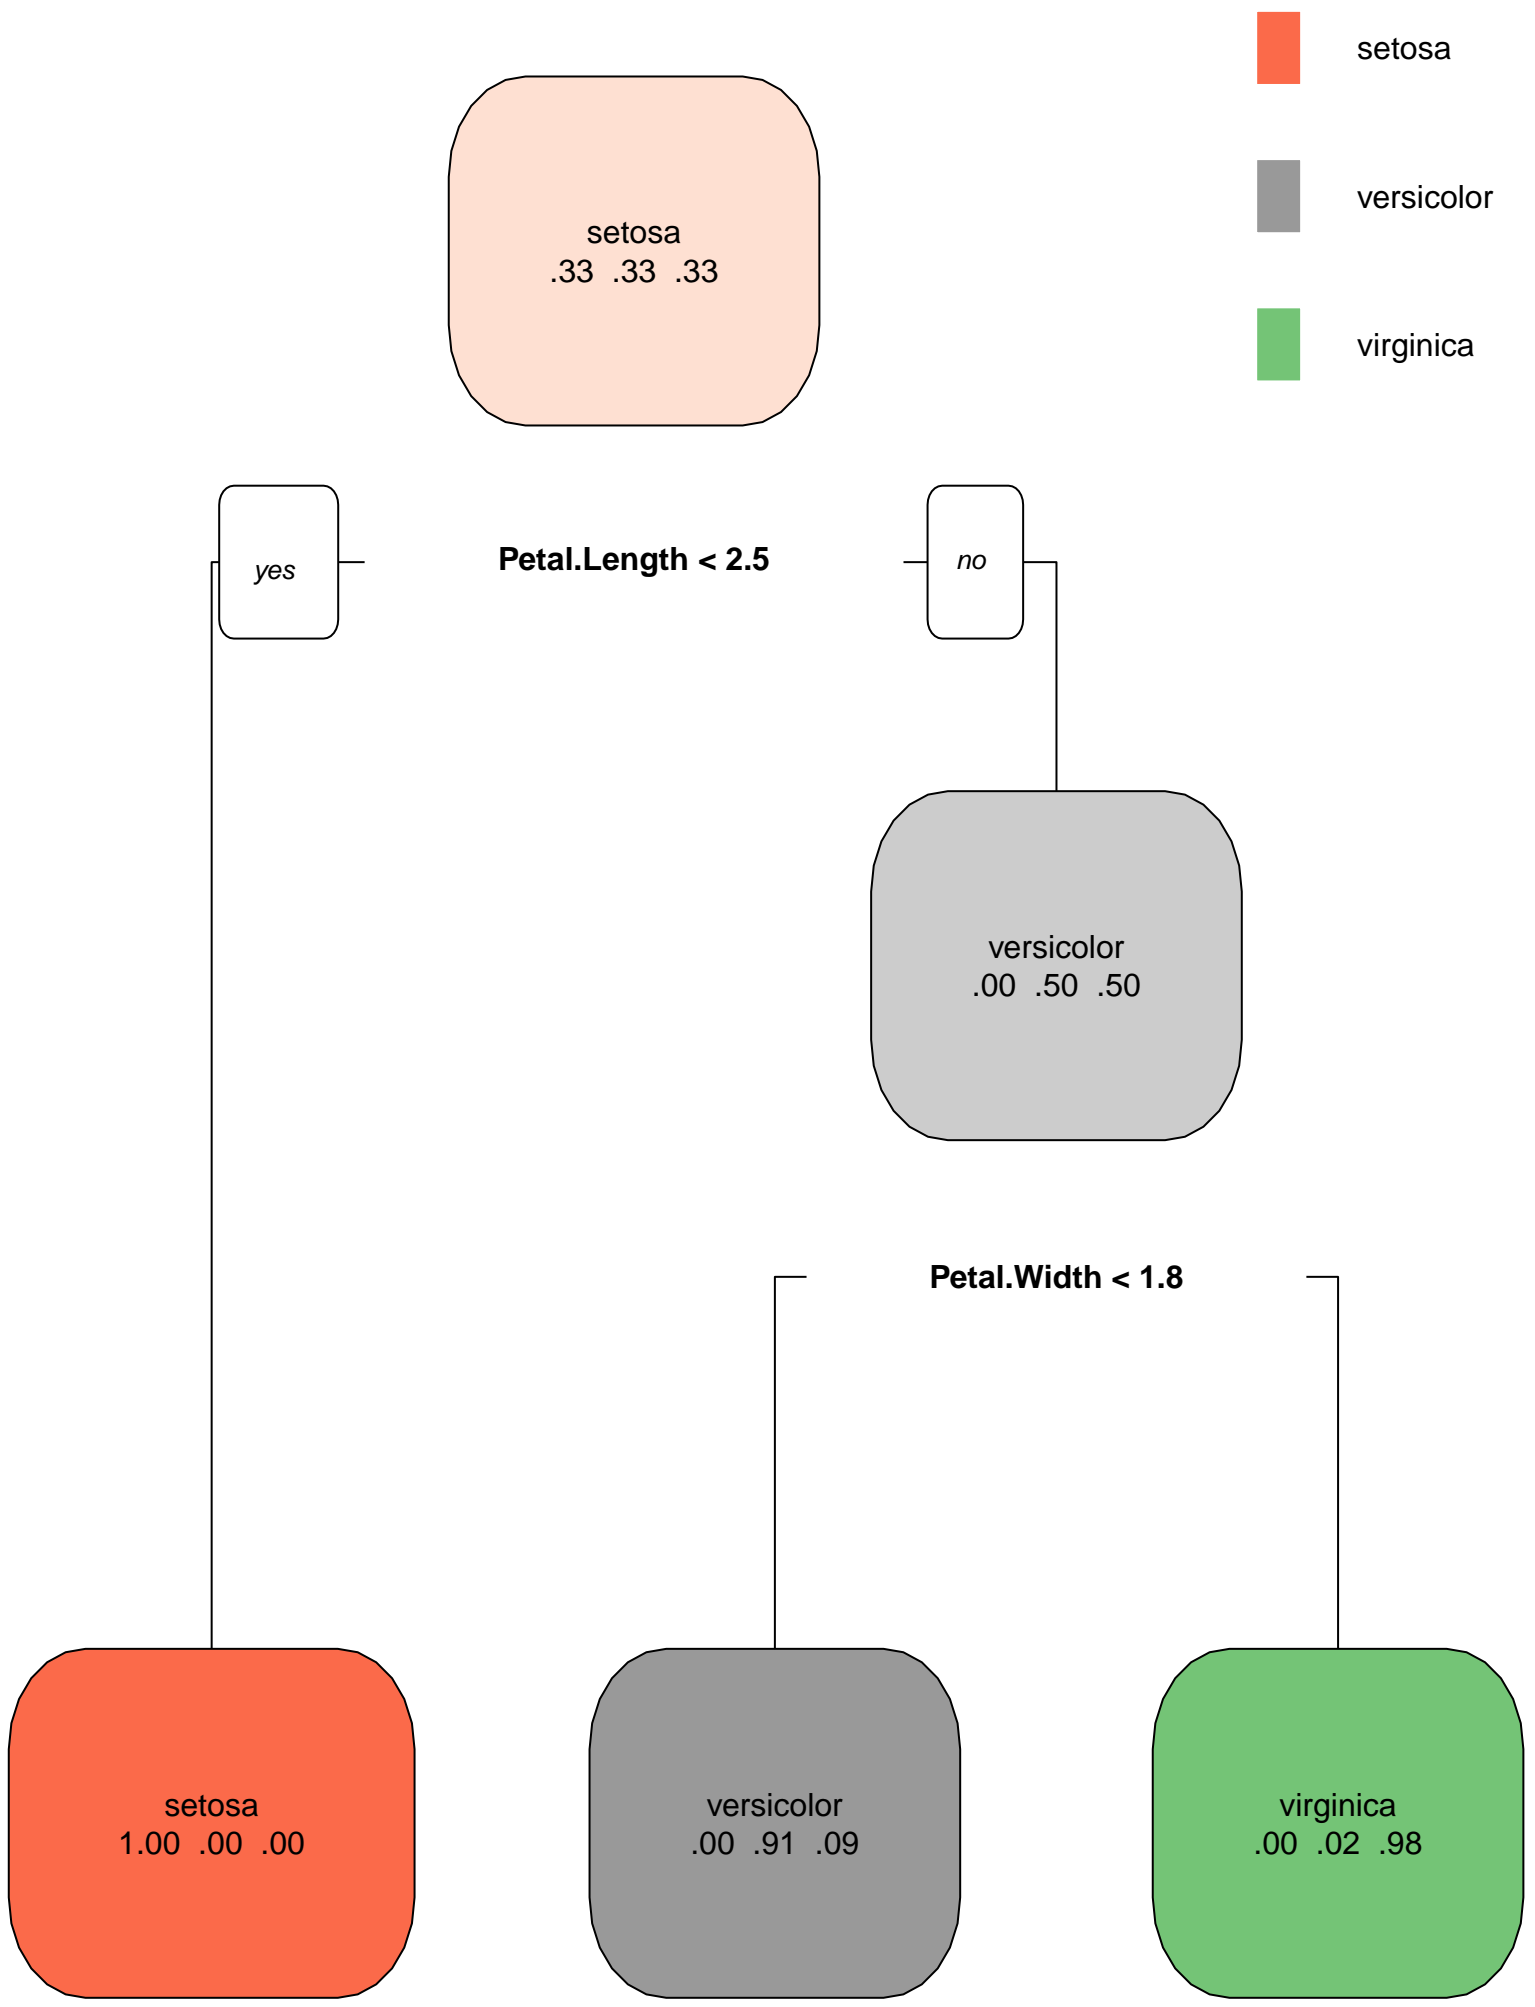 setosa
versicolor
virginica
setosa
.33 .33 .33
yes
Petal.Length < 2.5
no
versicolor
.00 .50 .50
Petal.Width < 1.8
setosa
1.00 .00 .00
versicolor
.00 .91 .09
virginica
.00 .02 .98